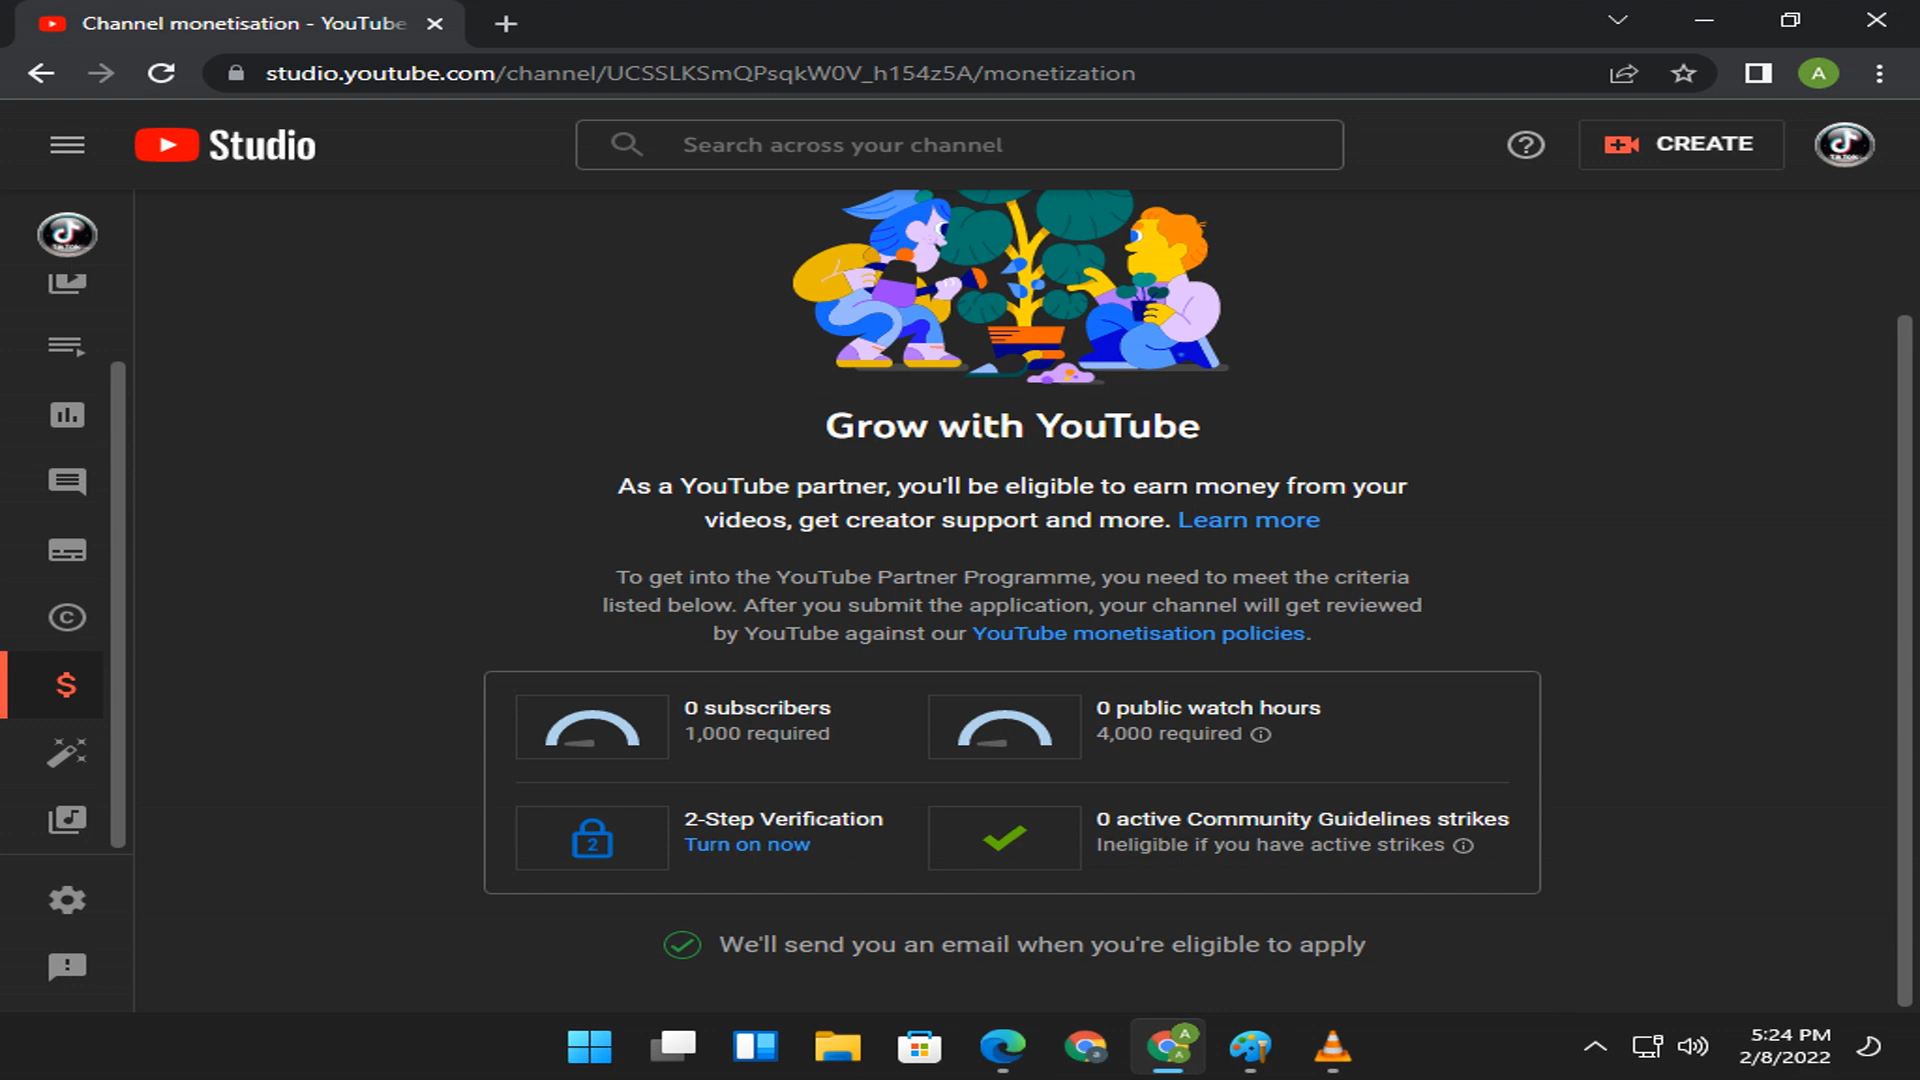 Channel monetisation - YouTube
studio.youtube.com/channel/UCSSLKSmQPsqkW0V_h154z5A/monetization
A
Studio
Search across your channel
?
CREATE
TikTok
TikTok
Grow with YouTube
As a YouTube partner, you'll be eligible to earn money from your
videos, get creator support and more. Learn more
To get into the YouTube Partner Programme, you need to meet the criteria
listed below. After you submit the application, your channel will get reviewed
by YouTube against our YouTube monetisation policies.
0 subscribers
1,000 required
0 public watch hours
4,000 required
2-Step Verification
Turn on now
2
0 active Community Guidelines strikes
Ineligible if you have active strikes
We'll send you an email when you're eligible to apply
A
A
a
5:24 PM
2/8/2022